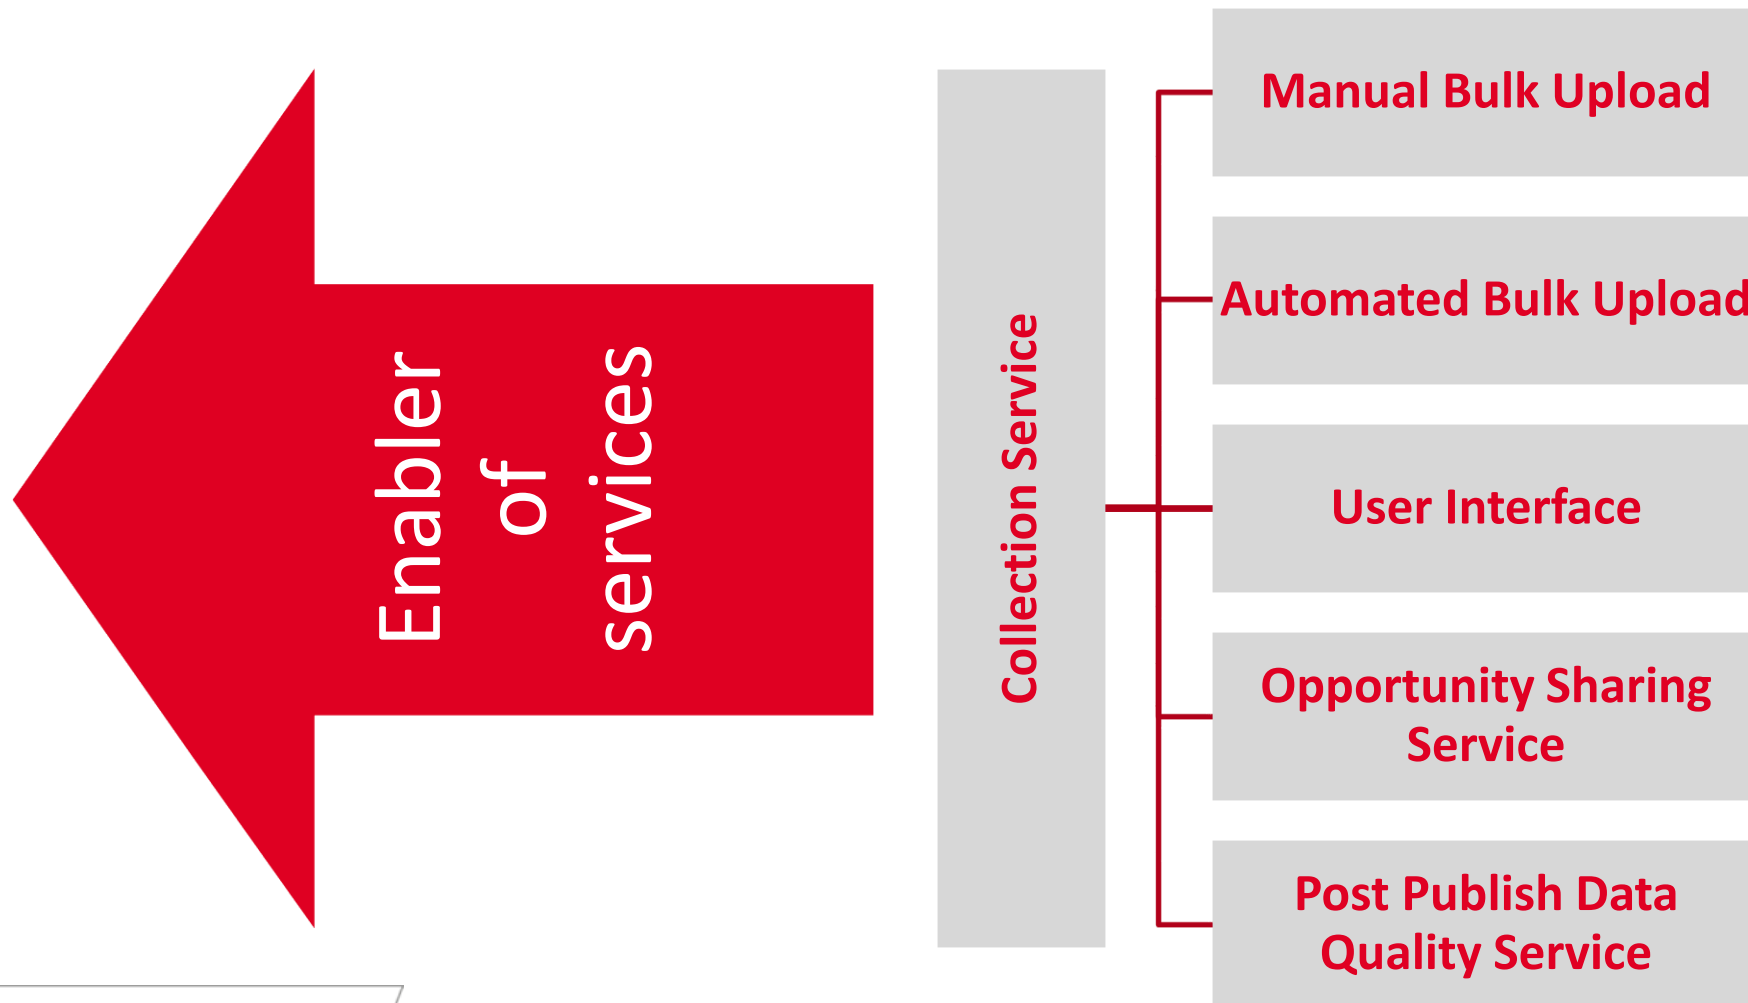 Enabler
of
services
Collection Service
Manual Bulk Upload
Automated Bulk Upload
User Interface
Opportunity Sharing
Service
Post Publish Data
Quality Service